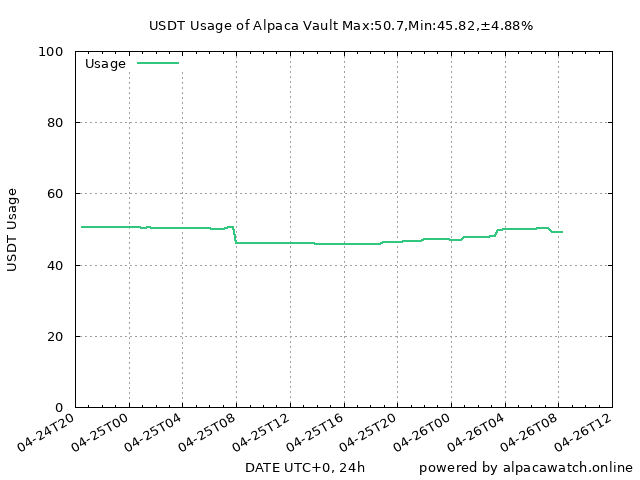 USDT Usage of Alpaca Vault Max:50.7,Min:45.82,±4.88%
Usage
100
80
60
40
20
0
USDT Usage
04-24T20
04-25T00
04-25T04
04-25T08
04-25T12
04-25T16
04-25T20
04-26T00
04-26T04
04-26T08
04-26T12
DATE UTC+0, 24h
powered by alpacawatch.online